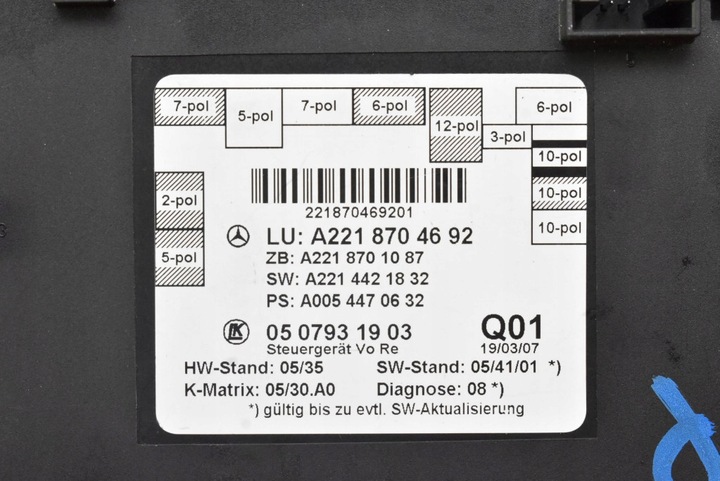 7-pol 5-pol 7-pol 6-pol 12-pol 6-pol
3-pol
10-pol
2-pol 10-pol
10-pol
5-pol
221870469201
LU: A221 870 46 92
ZB: A221 870 10 87
SW: A221 442 18 32
PS: A005 447 06 32
LK 05 0793 19 03 Q01
Steuergerät Vo Re 19/03/07
HW-Stand: 05/35 SW-Stand: 05/41/01 *)
K-Matrix: 05/30.A0 Diagnose: 08 *)
*) gültig bis zu evtl. SW-Aktualisierung